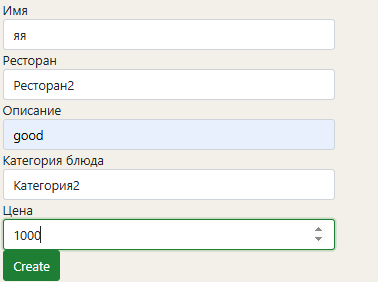 Имя
яя
Ресторан
Ресторан2
Описание
good
Категория блюда
Категория2
Цена
1000
Create